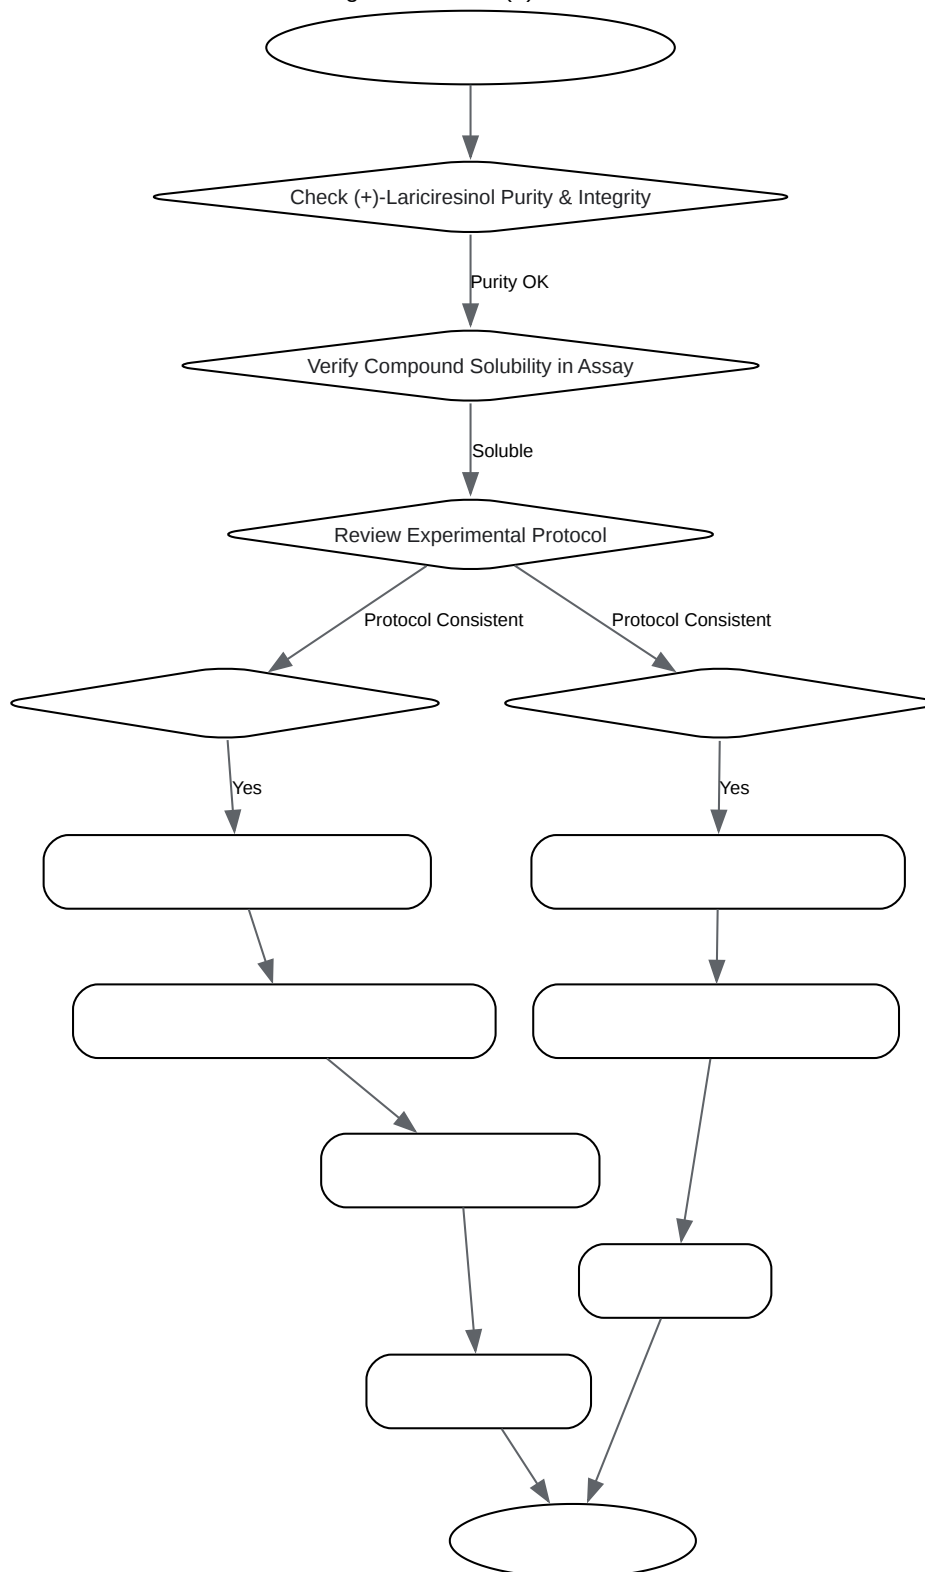 Check (+)-Lariciresinol Purity & Integrity
Purity OK
Verify Compound Solubility in Assay
Soluble
Review Experimental Protocol
Protocol Consistent
Protocol Consistent
Yes
Yes